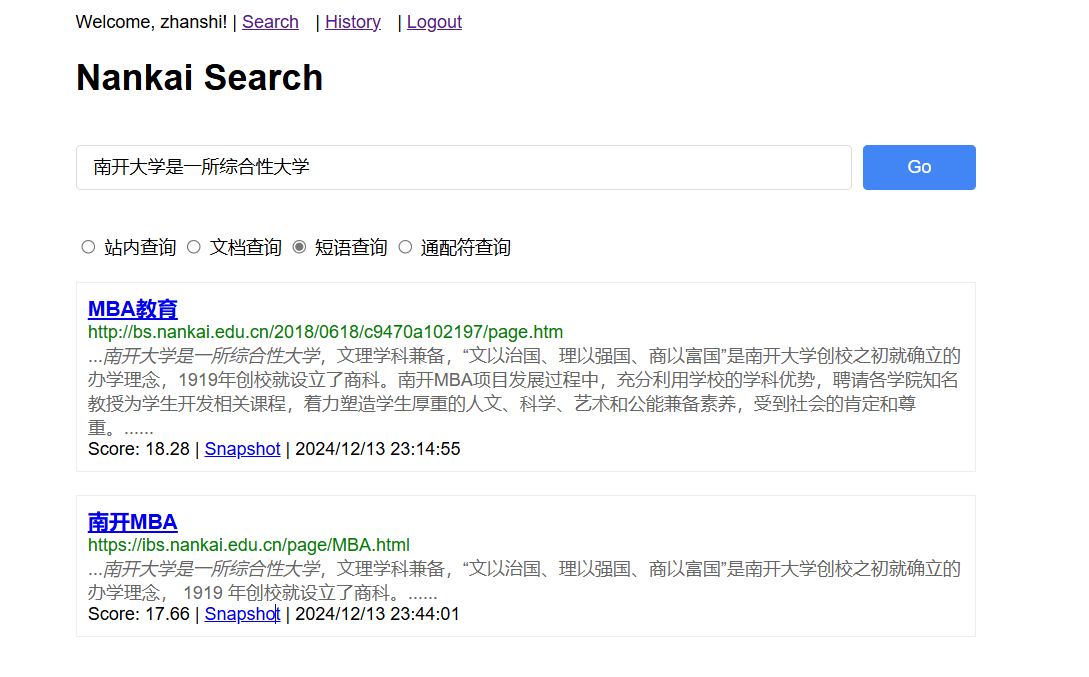 Welcome, zhanshi! | Search | History | Logout
Nankai Search
南开大学是一所综合性大学 Go
站内查询 文档查询 短语查询 通配符查询
MBA教育
http://bs.nankai.edu.cn/2018/0618/c9470a102197/page.htm
...南开大学是一所综合性大学，文理学科兼备，“文以治国、理以强国、商以富国”是南开大学创校之初就确立的
办学理念，1919年创校就设立了商科。南开MBA项目发展过程中，充分利用学校的学科优势，聘请各学院知名
教授为学生开发相关课程，着力塑造学生厚重的人文、科学、艺术和公能兼备素养，受到社会的肯定和尊
重。......
Score: 18.28 | Snapshot | 2024/12/13 23:14:55
南开MBA
https://ibs.nankai.edu.cn/page/MBA.html
...南开大学是一所综合性大学，文理学科兼备，“文以治国、理以强国、商以富国”是南开大学创校之初就确立的
办学理念， 1919 年创校就设立了商科。......
Score: 17.66 | Snapshot | 2024/12/13 23:44:01